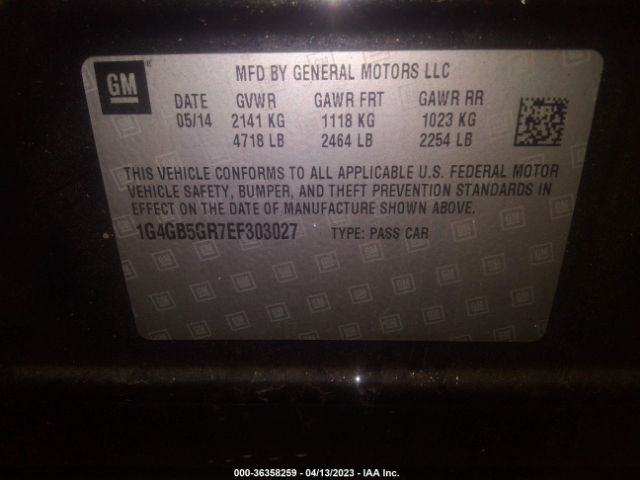 GM
MFD BY GENERAL MOTORS LLC
DATE GVWR GAWR FRT GAWR RR
05/14 2141 KG 1118 KG 1023 KG
4718 LB 2464 LB 2254 LB
THIS VEHICLE CONFORMS TO ALL APPLICABLE U.S. FEDERAL MOTOR
VEHICLE SAFETY, BUMPER, AND THEFT PREVENTION STANDARDS IN
EFFECT ON THE DATE OF MANUFACTURE SHOWN ABOVE.
1G4GB5GR7EF303027 TYPE: PASS CAR
000-36358259 - 04/13/2023 - IAA Inc.